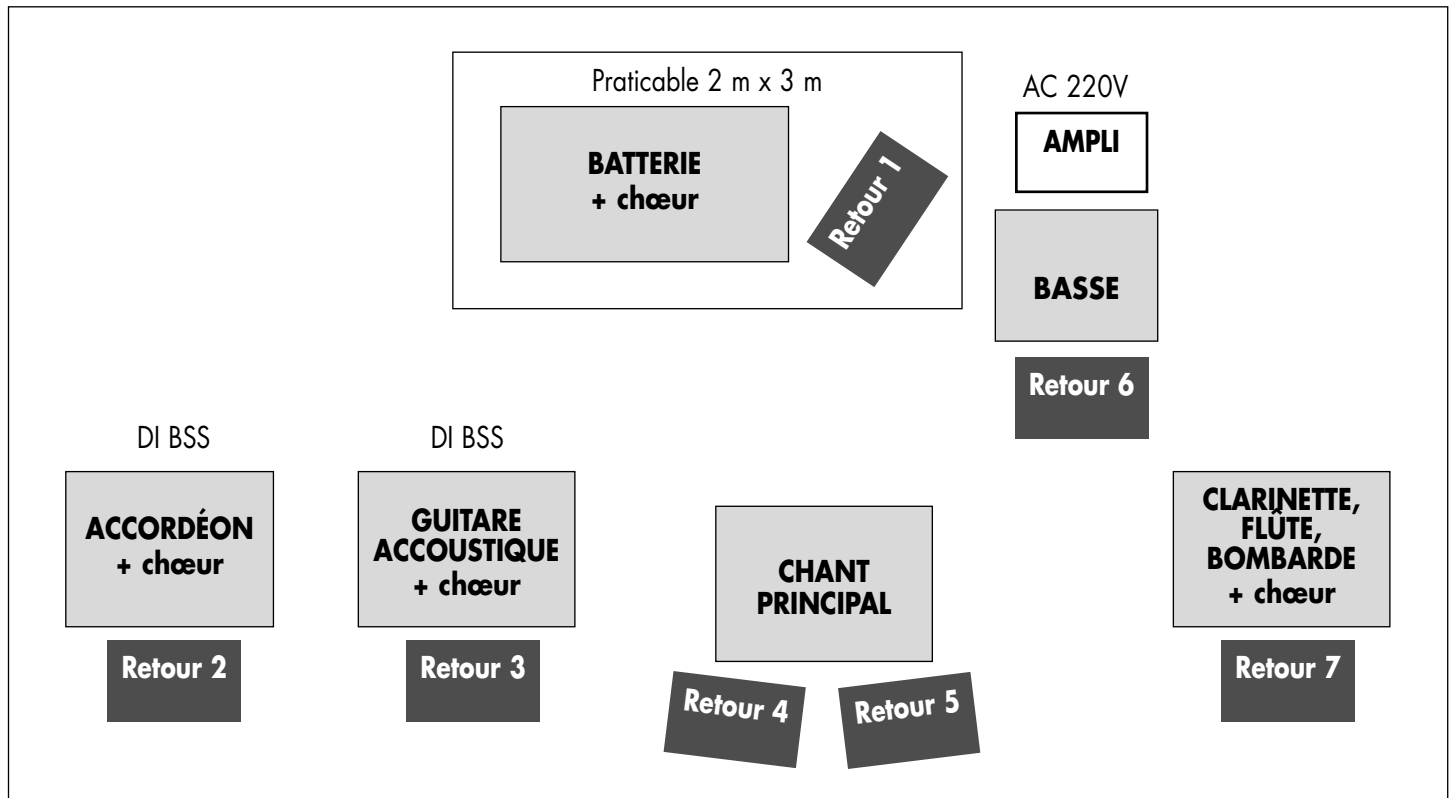 Praticable 2 m x 3 m
BATTERIE
+ chœur
Retour 1
AC 220V
AMPLI
BASSE
Retour 6
DI BSS
ACCORDÉON
+ chœur
Retour 2
DI BSS
GUITARE
ACCOUSTIQUE
+ chœur
Retour 3
CHANT
PRINCIPAL
Retour 4
Retour 5
CLARINETTE,
FLÛTE,
BOMBARDE
+ chœur
Retour 7